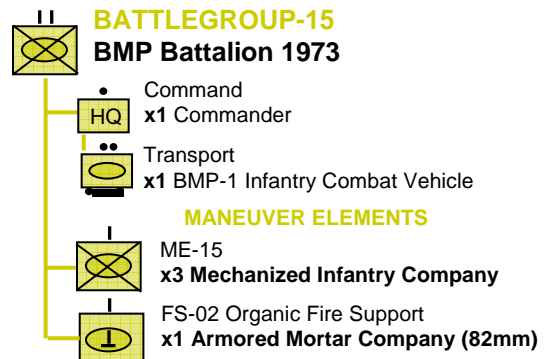 BATTLEGROUP-15
BMP Battalion 1973
Command
HQ x1 Commander
Transport
x1 BMP-1 Infantry Combat Vehicle
MANEUVER ELEMENTS
ME-15
x3 Mechanized Infantry Company
FS-02 Organic Fire Support
x1 Armored Mortar Company (82mm)